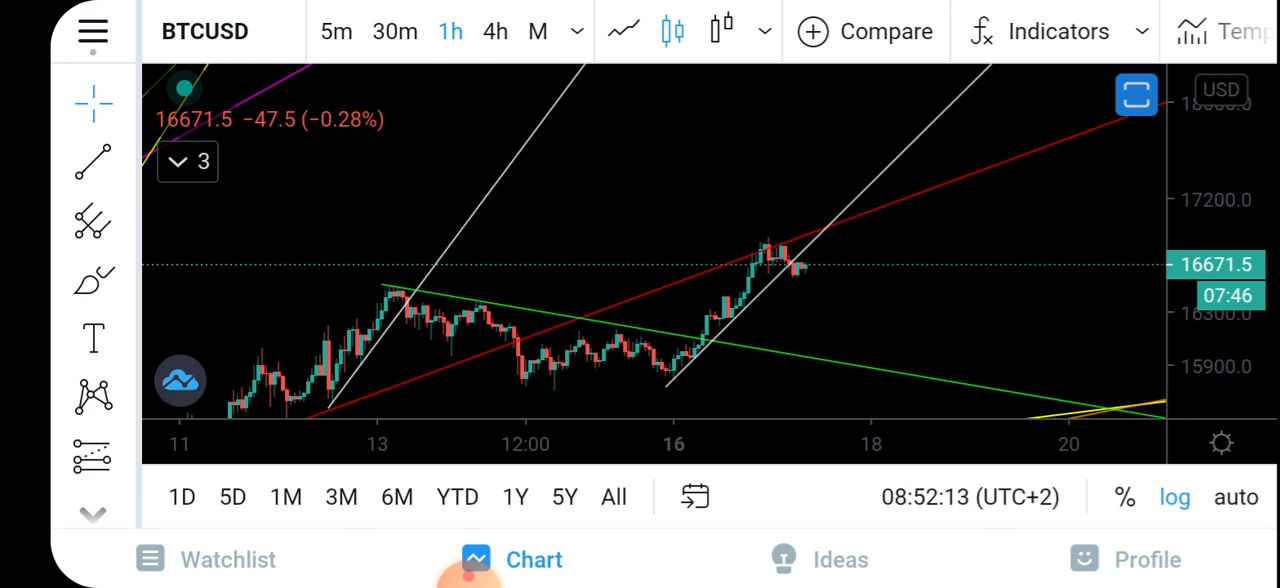 BTCUSD 5m 30m 1h 4h M Compare Indicators Temp
USD
16671.5 −47.5 (−0.28%)
3
17200.0
16671.5
07:46
16300.0
15900.0
11 13 12:00 16 18 20
1D 5D 1M 3M 6M YTD 1Y 5Y All 08:52:13 (UTC+2) % log auto
Watchlist Chart Ideas Profile